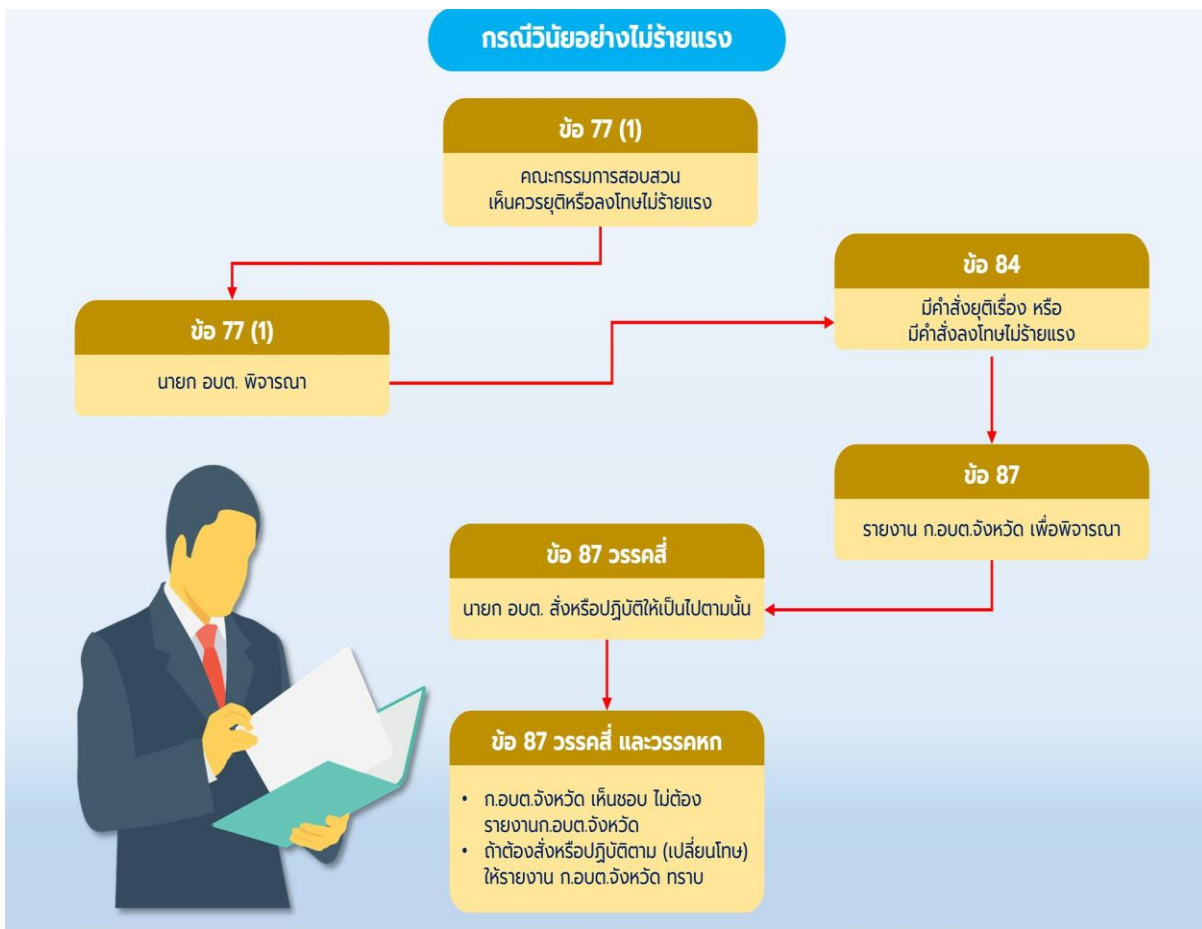 กรณีวินัยอย่างไม่ร้ายแรง
ข้อ 77 (1)
คณะกรรมการสอบสวน
เห็นควรยุติหรือลงโทษไม่ร้ายแรง
ข้อ 77 (1)
นายก อบต. พิจารณา
ข้อ 84
มีคำสั่งยุติเรื่อง หรือ
มีคำสั่งลงโทษไม่ร้ายแรง
ข้อ 87
รายงาน ก.อบต.จังหวัด เพื่อพิจารณา
ข้อ 87 วรรคสี่
นายก อบต. สั่งหรือปฏิบัติให้เป็นไปตามนั้น
ข้อ 87 วรรคสี่ และวรรคหก
• ก.อบต.จังหวัด เห็นชอบ ไม่ต้อง
รายงานก.อบต.จังหวัด
• ถ้าต้องสั่งหรือปฏิบัติตาม (เปลี่ยนโทษ)
ให้รายงาน ก.อบต.จังหวัด ทราบ